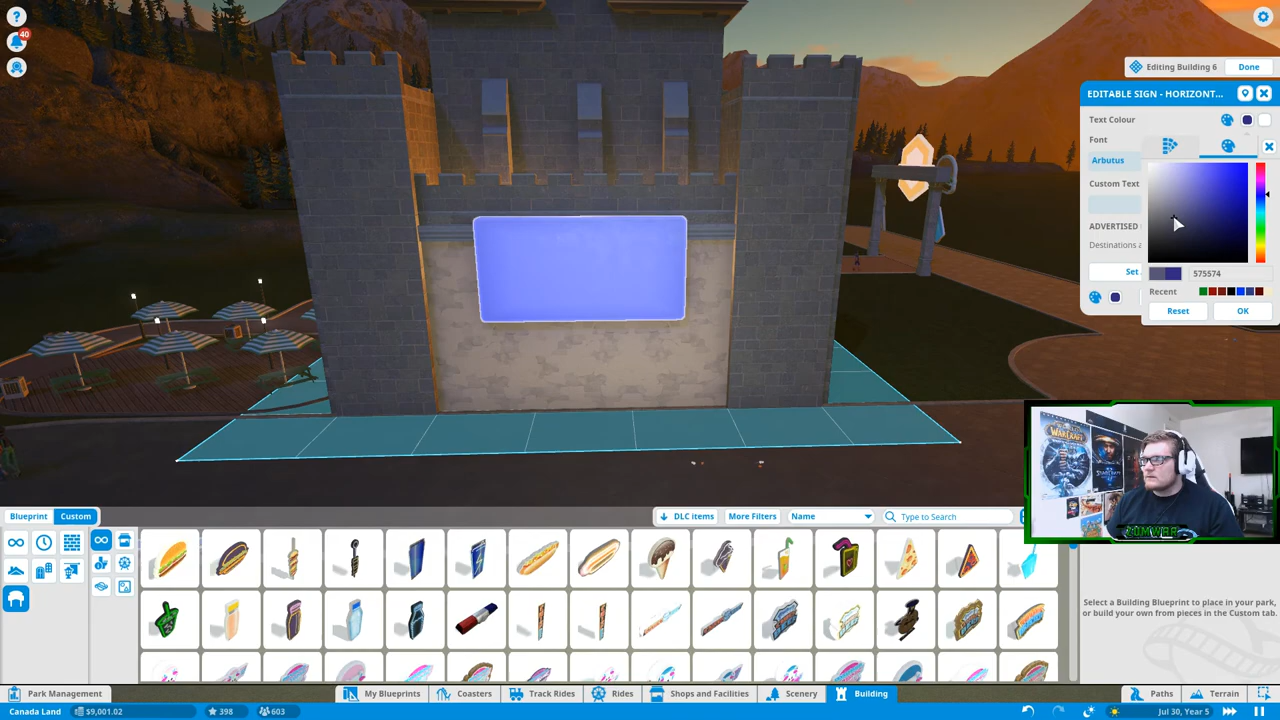 40
Editing Building 6
Done
EDITABLE SIGN - HORIZONT...
Text Colour
Font
Arbutus
Custom Text
ADVERTISED
Destinations a
Set
575574
Recent
Reset
OK
WARCRAFT
STARCRAFT
Blueprint
Custom
DLC items
More Filters
Name
Type to Search
Select a Building Blueprint to place in your park,
or build your own from pieces in the Custom tab.
Park Management
My Blueprints
Coasters
Track Rides
Rides
Shops and Facilities
Scenery
Building
Paths
Terrain
Canada Land
$9,001.02
398
603
Jul 30, Year 5